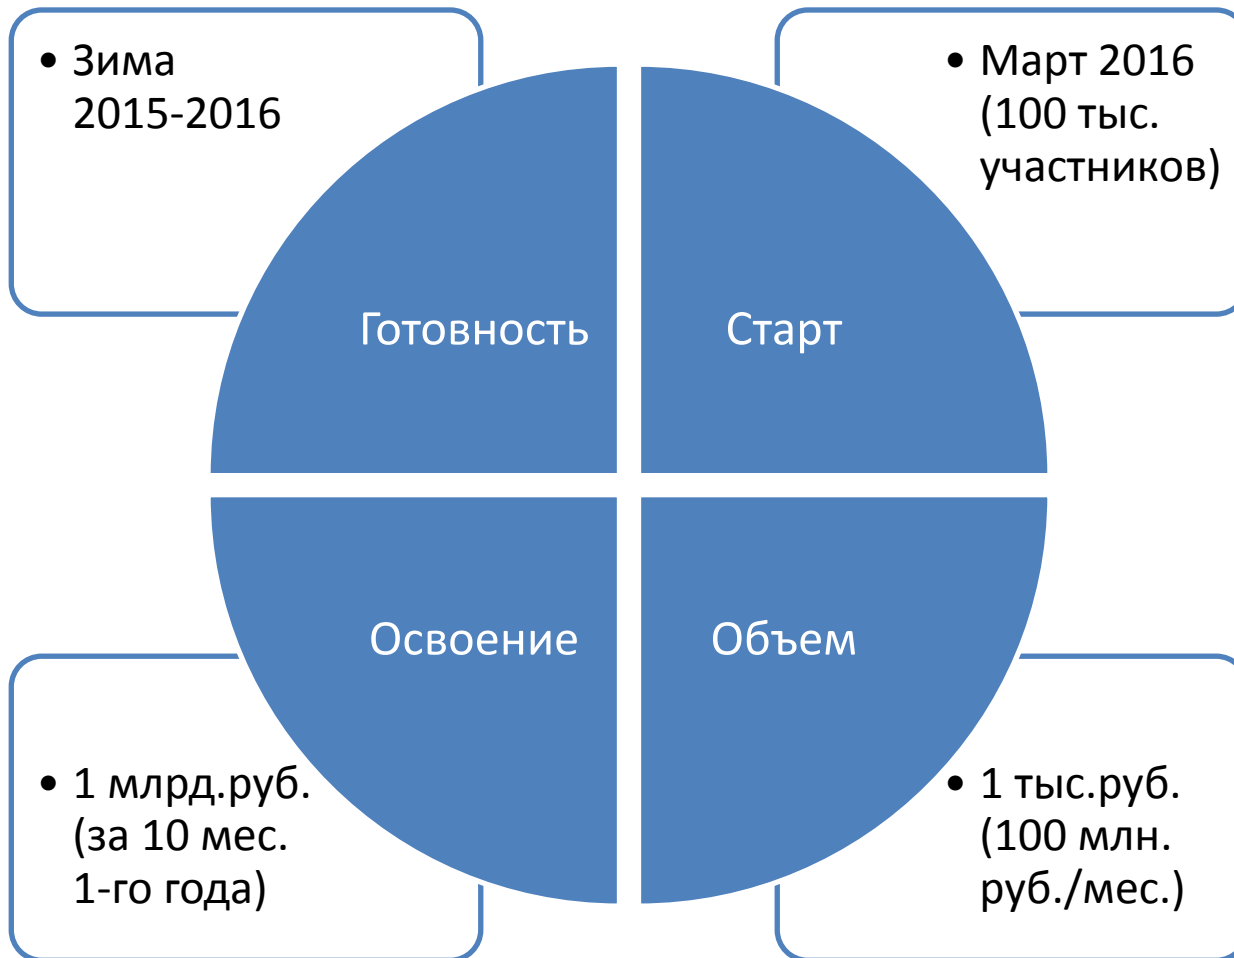 • Зима
2015-2016
• Март 2016
(100 тыс.
участников)
Готовность
Старт
Освоение
Объем
• 1 млрд.руб.
(за 10 мес.
1-го года)
• 1 тыс.руб.
(100 млн.
руб./мес.)